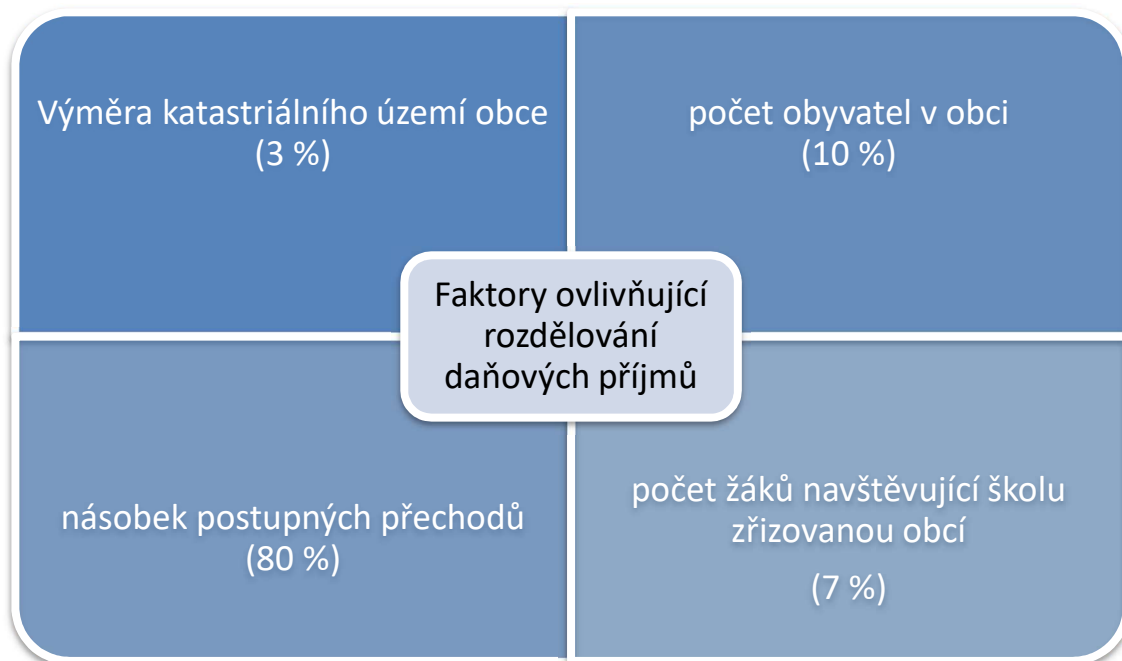 Výměra katastriálního území obce
(3 %)
počet obyvatel v obci
(10 %)
Faktory ovlivňující
rozdělování
daňových příjmů
násobek postupných přechodů
(80 %)
počet žáků navštěvující školu
zřizovanou obcí
(7 %)